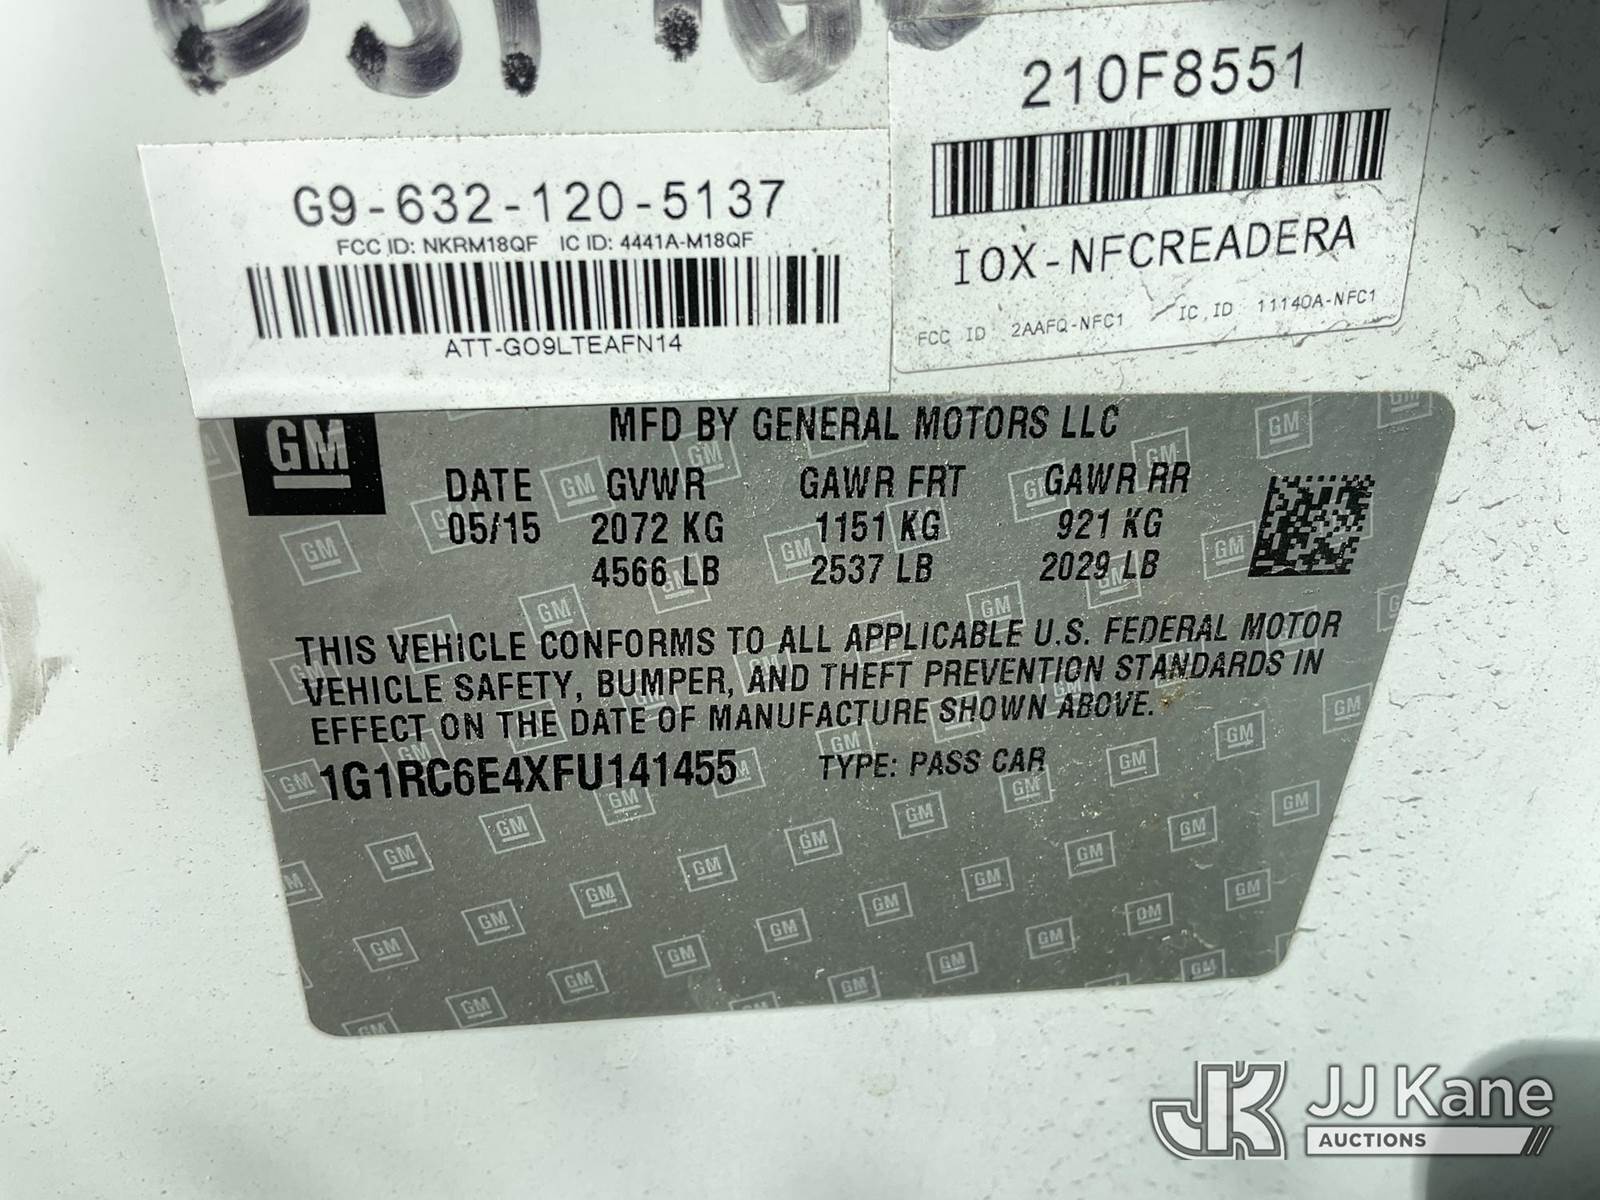 210F8551
IOX-NFCREADERA
FCC ID 2AAFQ-NFC1 IC ID 11140A-NFC1
G9-632-120-5137
FCC ID: NKRM18QF IC ID: 4441A-M18QF
ATT-GO9LTEAFN14
GM
MFD BY GENERAL MOTORS LLC
DATE GVWR GAWR FRT GAWR RR
05/15 2072 KG 1151 KG 921 KG
4566 LB 2537 LB 2029 LB
THIS VEHICLE CONFORMS TO ALL APPLICABLE U.S. FEDERAL MOTOR
VEHICLE SAFETY, BUMPER, AND THEFT PREVENTION STANDARDS IN
EFFECT ON THE DATE OF MANUFACTURE SHOWN ABOVE.
1G1RC6E4XFU141455 TYPE: PASS CAR
JK JJ Kane
AUCTIONS